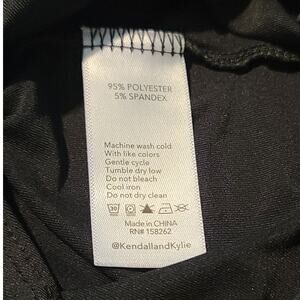 95% POLYESTER
5% SPANDEX
Machine wash cold
With like colors
Gentle cycle
Tumble dry low
Do not bleach
Cool iron
Do not dry clean
Made in CHINA
RN# 158262
@KendallandKylie